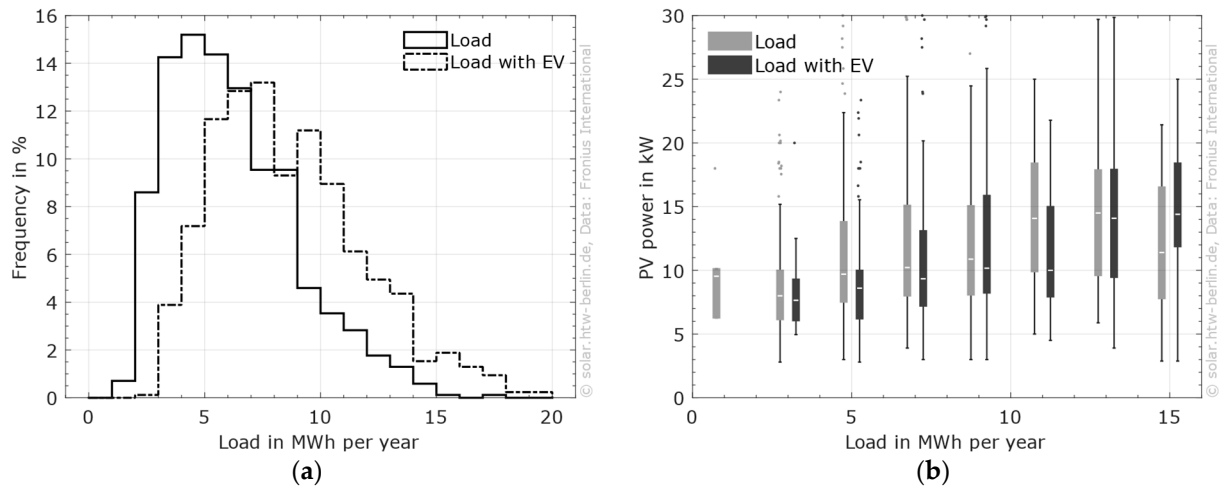 16
14
12
10
8
6
4
2
0
Frequency in %
Load
Load with EV
0
5
10
15
20
Load in MWh per year
© solar.htw-berlin.de, Data: Fronius International
(a)
30
25
20
15
10
5
0
PV power in kW
Load
Load with EV
0
5
10
15
Load in MWh per year
© solar.htw-berlin.de, Data: Fronius International
(b)